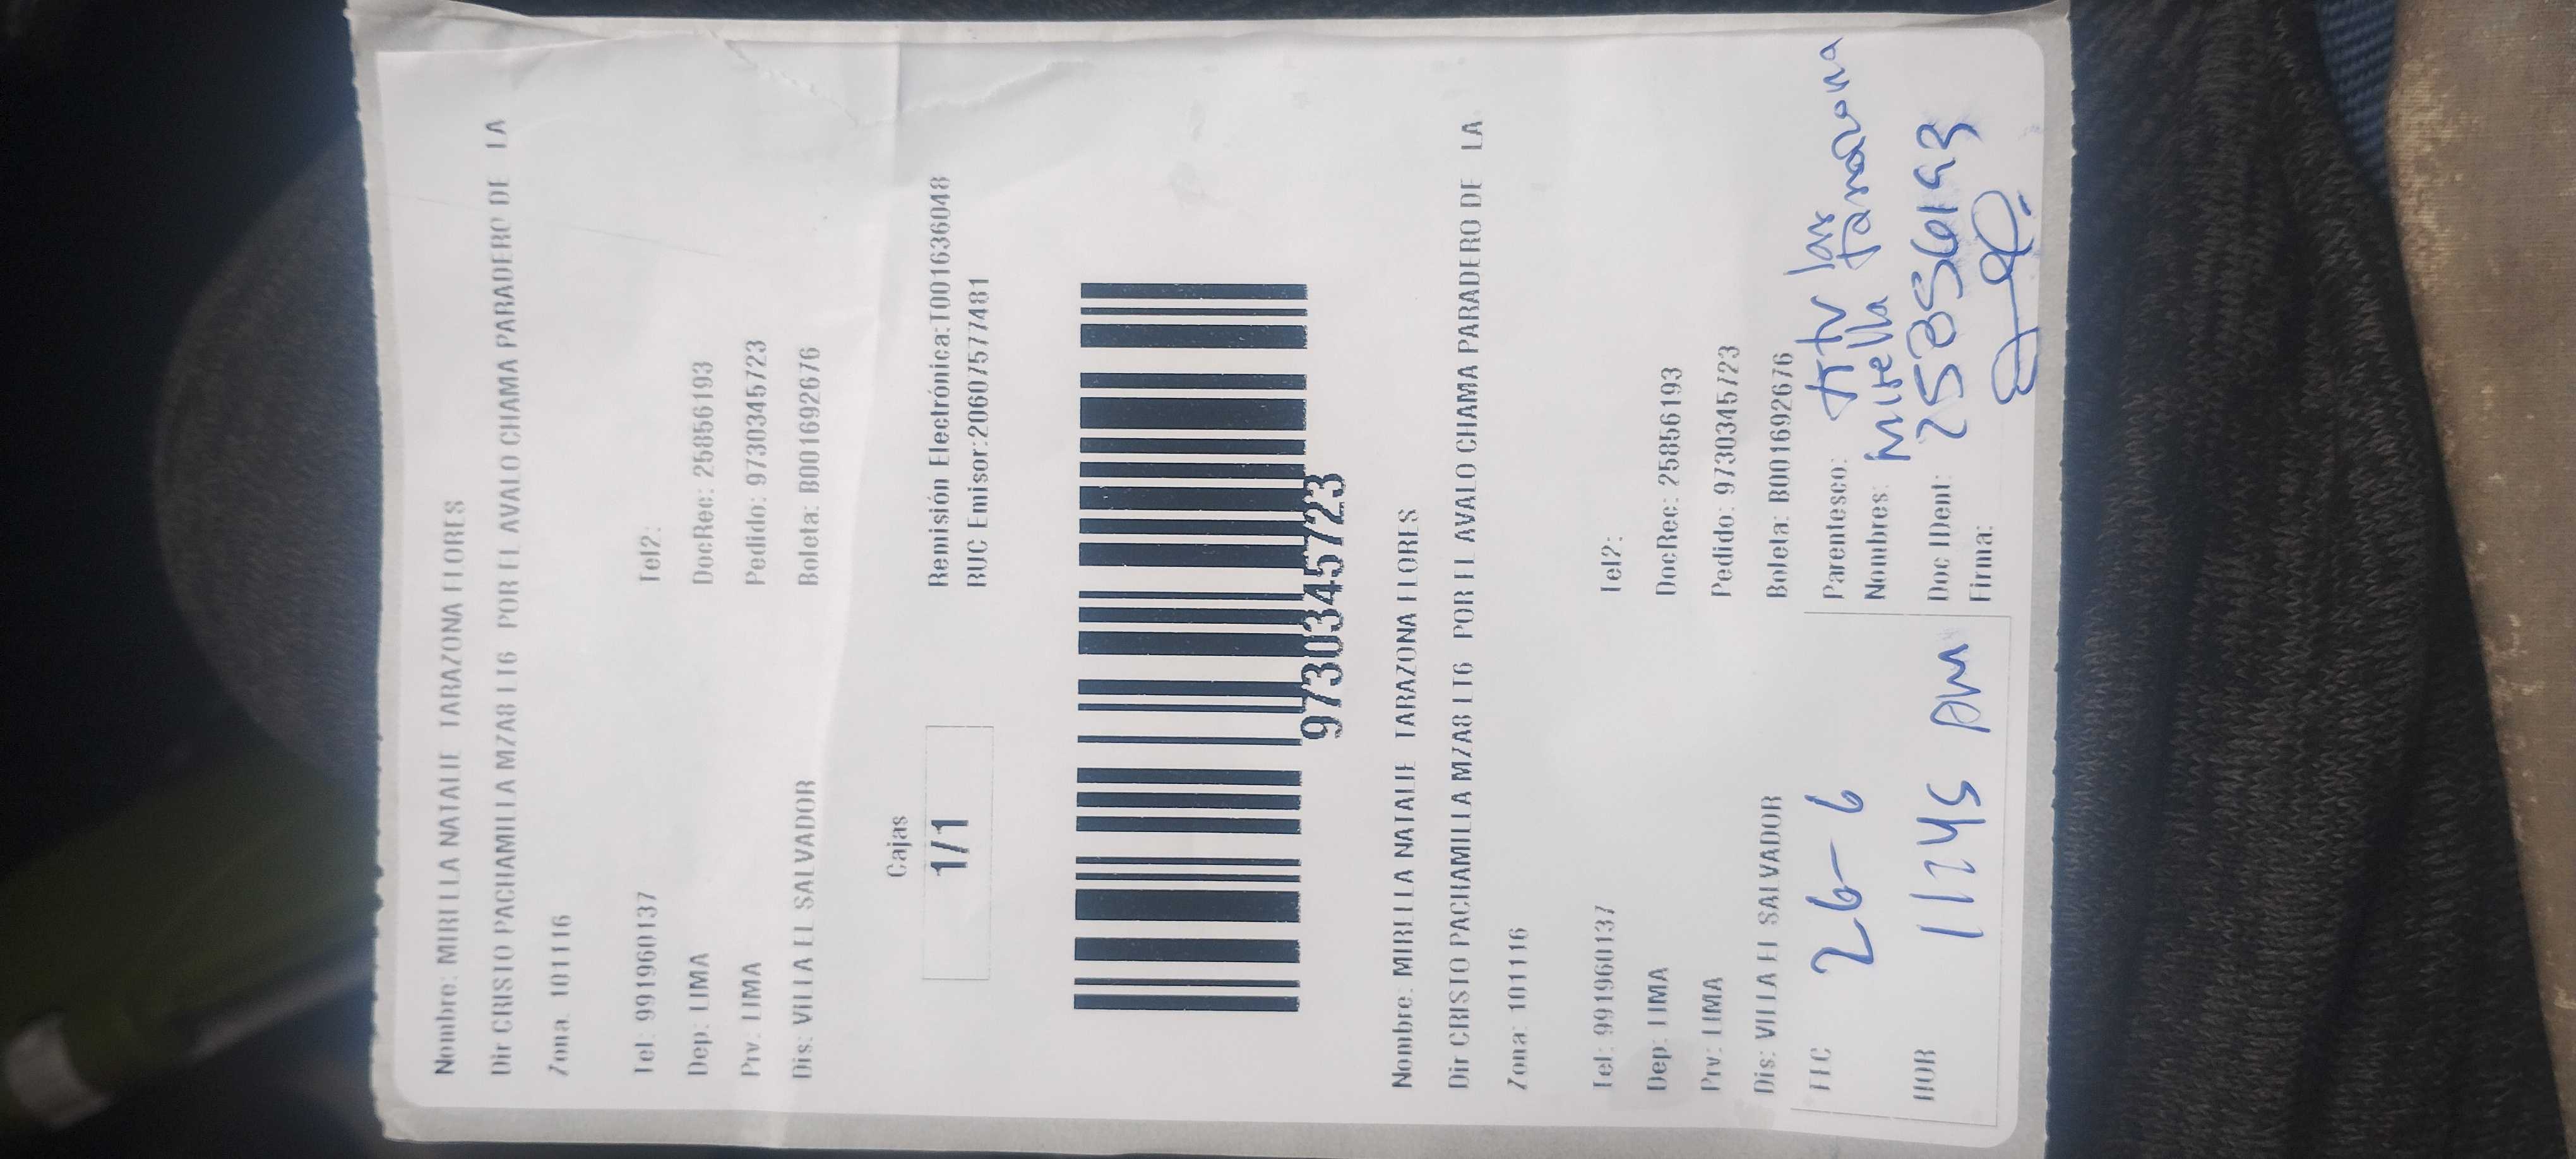 Nombre: MIRELLA NATALIE TARAZONA FLORES
Dir CRISTO PACHAMILLA MZA8 LT6 POR EL AVALO CHAMA PARADERO DE LA
Zona. 101116
Tel: 991960137 Tel2:
Dep: LIMA DocRec: 25856193
Prv. LIMA Pedido: 9730345723
Dis: VILLA EL SALVADOR Boleta: B001692676
Cajas
1/1
Remisión Electrónica:T001636048
RUC Emisor:20607577481
9730345723
Nombre: MIRELLA NATALIE TARAZONA FLORES
Dir CRISTO PACHAMILLA MZA8 LT6 POR EL AVALO CHAMA PARADERO DE LA
Zona: 101116
Tel: 991960137 Tel2:
Dep: LIMA DocRec: 25856193
Prv: LIMA Pedido: 9730345723
Dis: VILLA EL SALVADOR Boleta: B001692676
FEC 26-6
HOR 11:45 AM
Parentesco:
Nombres: Mirella Tarazona
Doc IDent: 25856193
Firma: